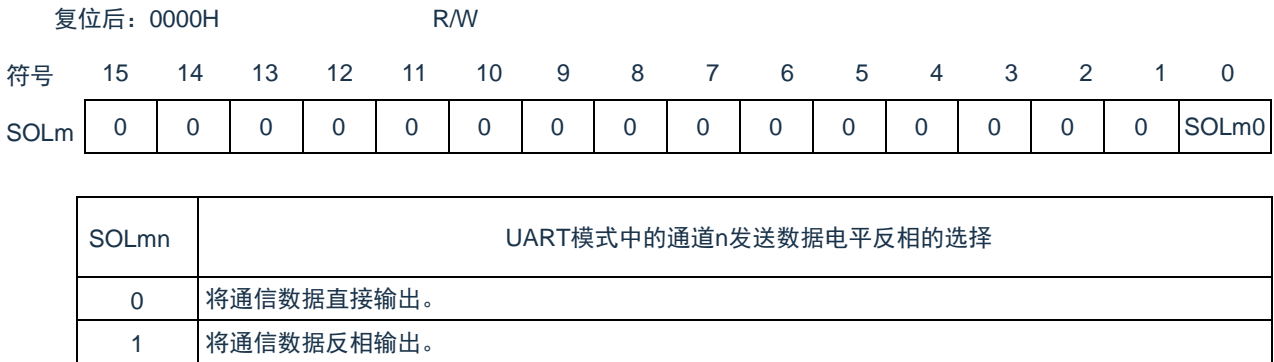 复位后：0000H R/W
符号 15 14 13 12 11 10 9 8 7 6 5 4 3 2 1 0
SOLm 0 0 0 0 0 0 0 0 0 0 0 0 0 0 0 SOLm0
SOLmn UART模式中的通道n发送数据电平反相的选择
0 将通信数据直接输出。
1 将通信数据反相输出。